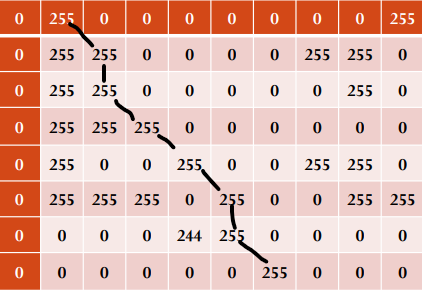 0 255 0 0 0 0 0 0 0 255
0 255 255 0 0 0 0 255 255 0
0 255 255 0 0 0 0 0 255 0
0 255 255 255 0 0 0 0 0 0
0 255 0 0 255 0 0 255 255 0
0 255 255 255 0 255 0 0 255 255
0 0 0 0 244 255 0 0 0 0
0 0 0 0 0 0 255 0 0 0